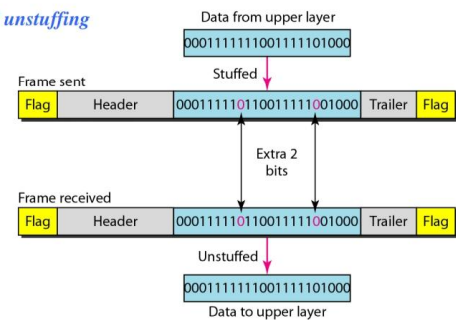 unstuffing
Data from upper layer
0001111111001111101000
Stuffed
Frame sent
Flag Header 000111110110011111001000 Trailer Flag
Extra 2
bits
Frame received
Flag Header 000111110110011111001000 Trailer Flag
Unstuffed
0001111111001111101000
Data to upper layer